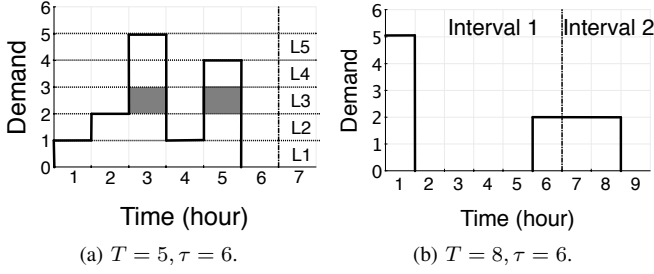 6
5
4
3
2
1
0
Demand
L5
L4
L3
L2
L1
1 2 3 4 5 6 7
Time (hour)
(a) T = 5, τ = 6.
6
5
4
3
2
1
0
Demand
Interval 1 Interval 2
1 2 3 4 5 6 7 8 9
Time (hour)
(b) T = 8, τ = 6.